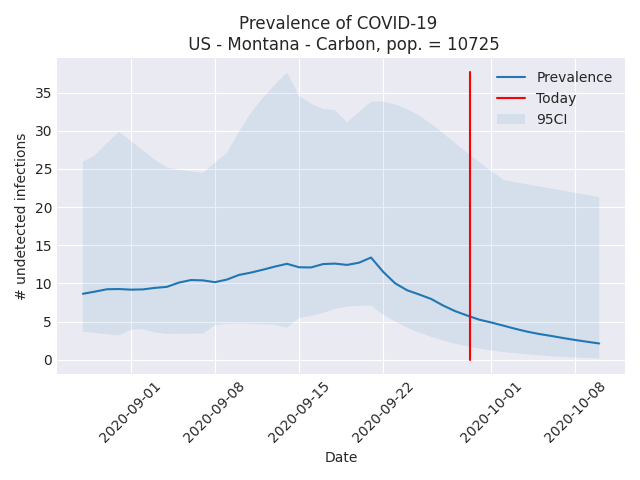 Prevalence of COVID-19
US - Montana - Carbon, pop. = 10725
# undetected infections
35
30
25
20
15
10
5
0
Prevalence
Today
95CI
2020-09-01
2020-09-08
2020-09-15
2020-09-22
2020-10-01
2020-10-08
Date